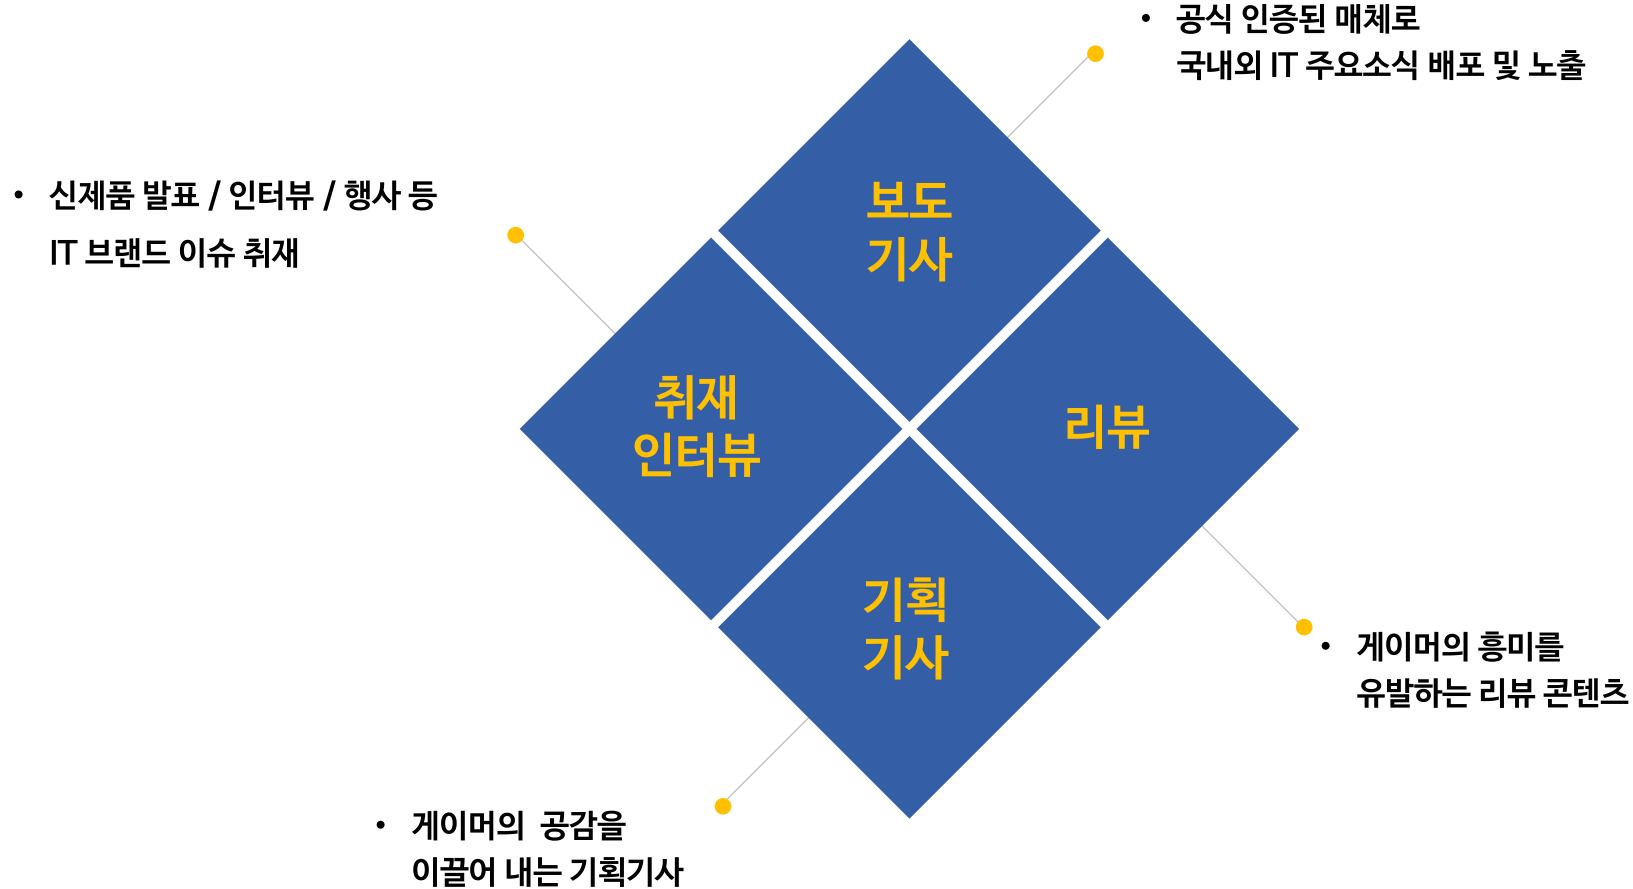 • 공식 인증된 매체로
국내외 IT 주요소식 배포 및 노출
• 신제품 발표 / 인터뷰 / 행사 등
IT 브랜드 이슈 취재
보도
기사
취재
인터뷰
리뷰
기획
기사
• 게이머의 흥미를
유발하는 리뷰 콘텐츠
• 게이머의 공감을
이끌어 내는 기획기사